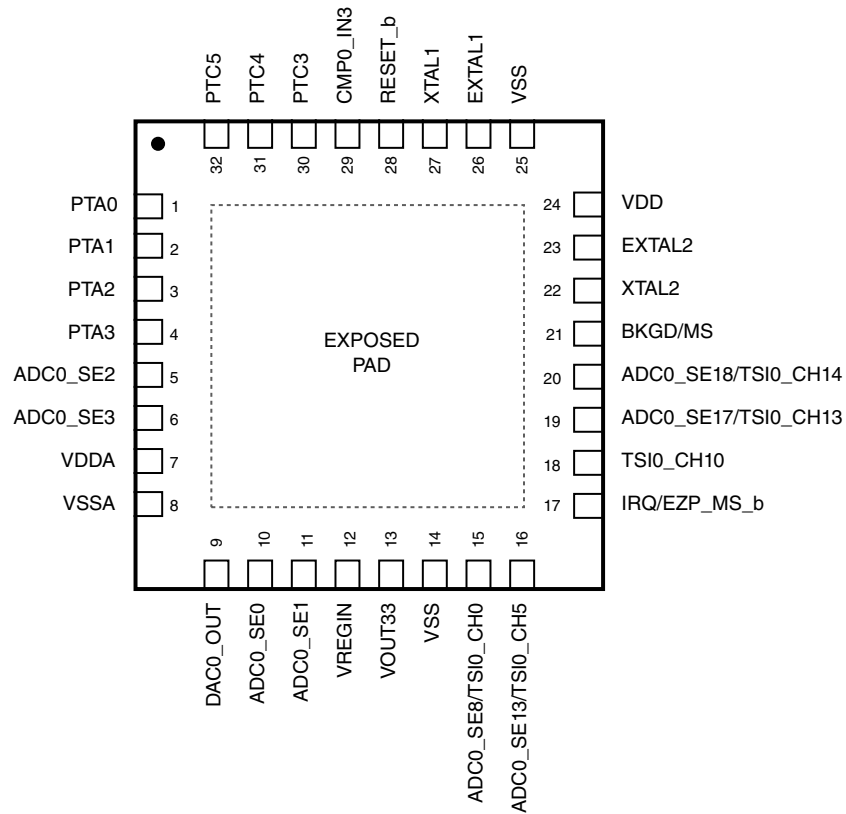 PTC5
PTC4
PTC3
CMP0_IN3
RESET_b
XTAL1
EXTAL1
VSS
32
31
30
29
28
27
26
25
PTA0 1
PTA1 2
PTA2 3
PTA3 4
ADC0_SE2 5
ADC0_SE3 6
VDDA 7
VSSA 8
EXPOSED
PAD
24 VDD
23 EXTAL2
22 XTAL2
21 BKGD/MS
20 ADC0_SE18/TSI0_CH14
19 ADC0_SE17/TSI0_CH13
18 TSI0_CH10
17 IRQ/EZP_MS_b
9
10
11
12
13
14
15
16
DAC0_OUT
ADC0_SE0
ADC0_SE1
VREGIN
VOUT33
VSS
ADC0_SE8/TSI0_CH0
ADC0_SE13/TSI0_CH5